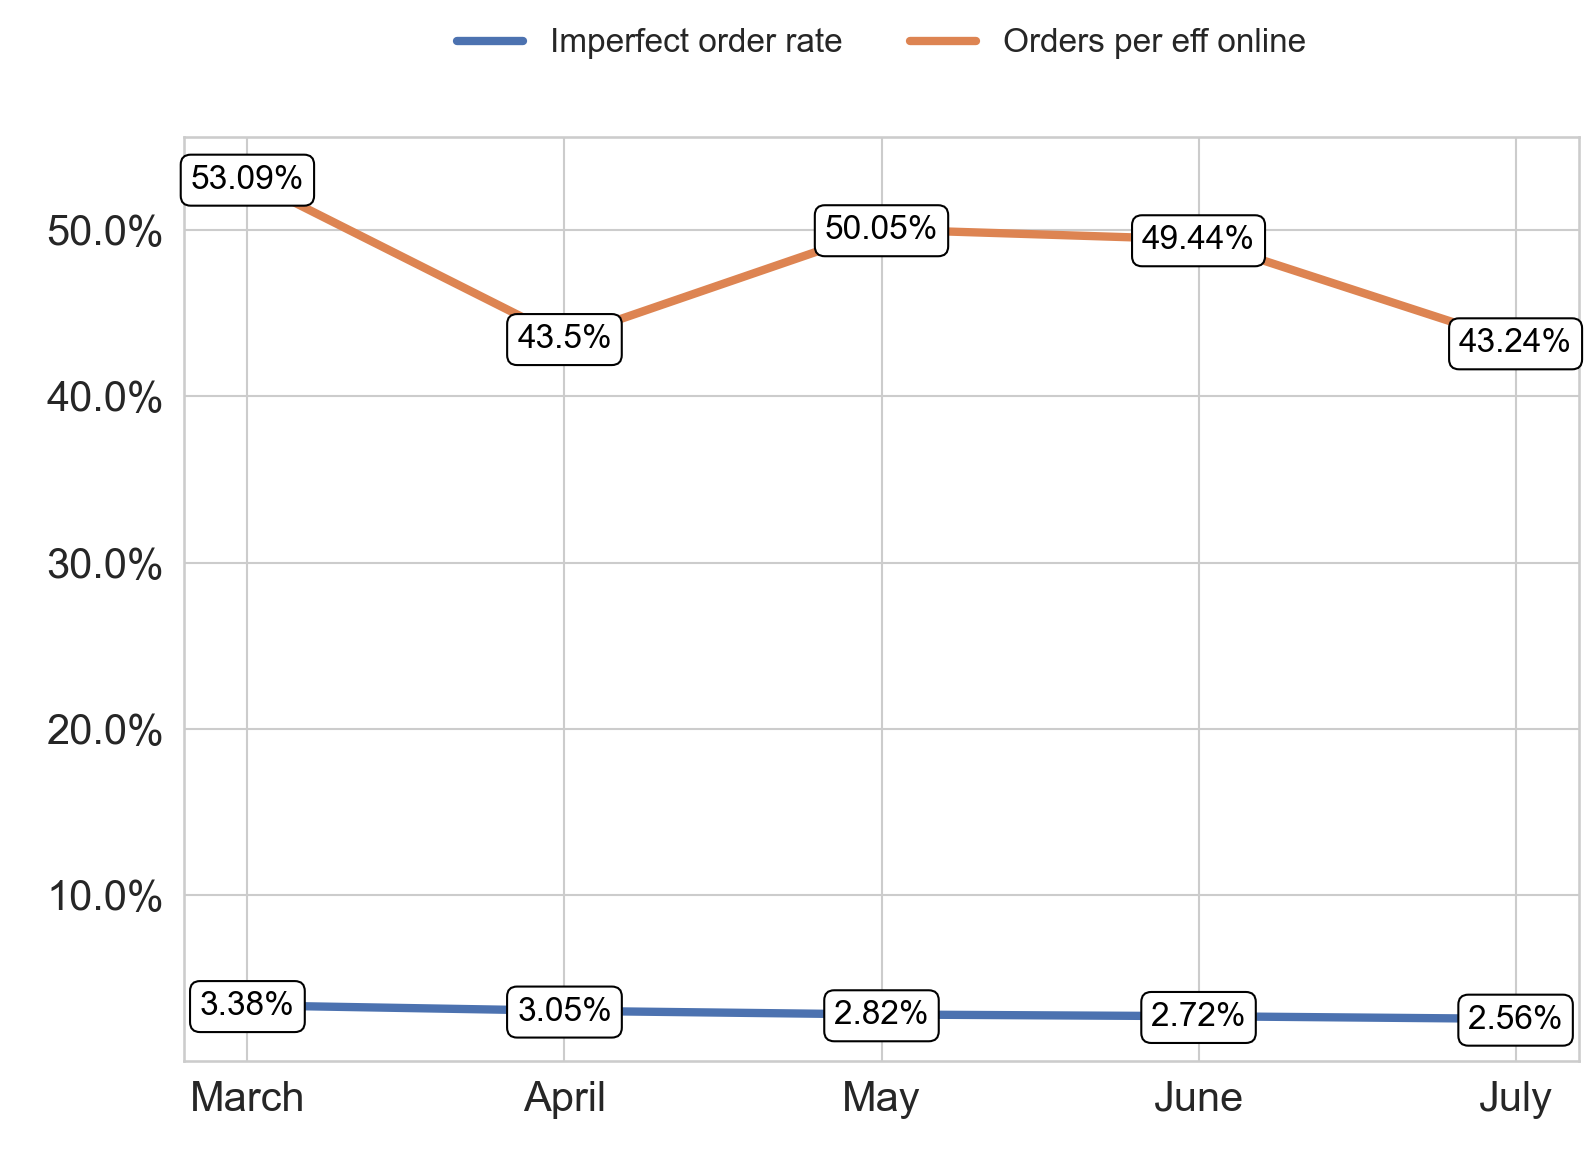 Imperfect order rate
Orders per eff online
53.09%
50.0%
50.05%
49.44%
43.5%
43.24%
40.0%
30.0%
20.0%
10.0%
3.38%
3.05%
2.82%
2.72%
2.56%
March
April
May
June
July